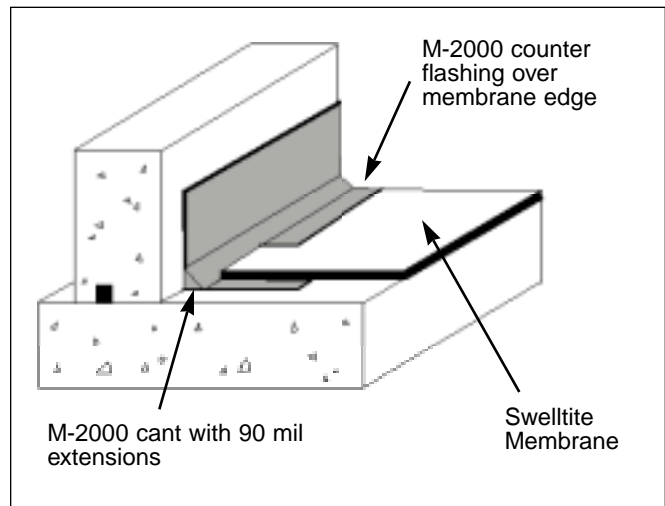 M-2000 counter
flashing over
membrane edge
M-2000 cant with 90 mil
extensions
Swelltite
Membrane